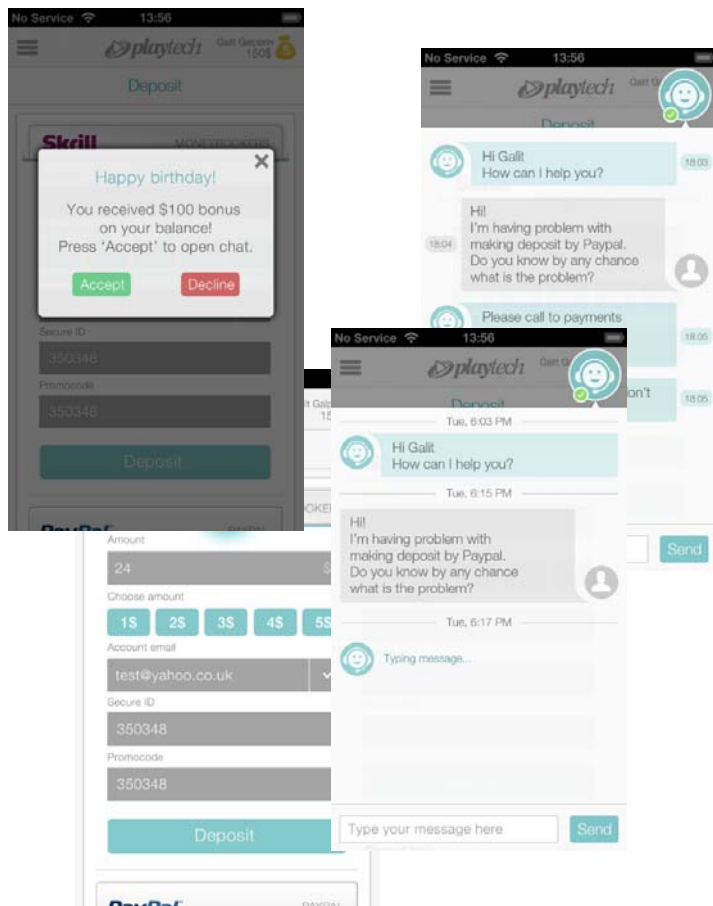 No Service 13:56
playtech
150$
Deposit
Skrill MONEYBOOKERS
Happy birthday!
You received $100 bonus
on your balance!
Press ‘Accept’ to open chat.
Accept Decline
Secure ID
350348
Promocode
350348
Deposit
PayPal PAYPAL
No Service 13:56
playtech
Deposit
Hi Galit
How can I help you?
18:03
Hi!
I'm having problem with
making deposit by Paypal.
Do you know by any chance
what is the problem?
18:04
Please call to payments
18:05
18:05
Send
No Service 13:56
playtech
Deposit
Tue, 6:03 PM
Hi Galit
How can I help you?
Tue, 6:15 PM
Hi!
I'm having problem with
making deposit by Paypal.
Do you know by any chance
what is the problem?
Tue, 6:17 PM
Typing message...
Type your message here
Send
Amount
24 $
Choose amount
1$ 2$ 3$ 4$ 5$
Account email
test@yahoo.co.uk
Secure ID
350348
Promocode
350348
Deposit
PayPal PAYPAL